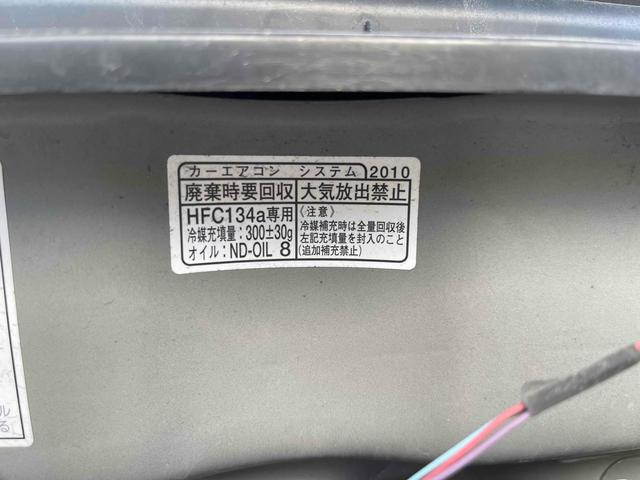 カーエアコン システム 2010
廃棄時要回収 大気放出禁止
HFC134a専用
冷媒充填量:300±30g
オイル:ND-OIL 8
〈注意〉
冷媒補充時は全量回収後
左記充填量を封入のこと
(追加補充禁止)
ル
る